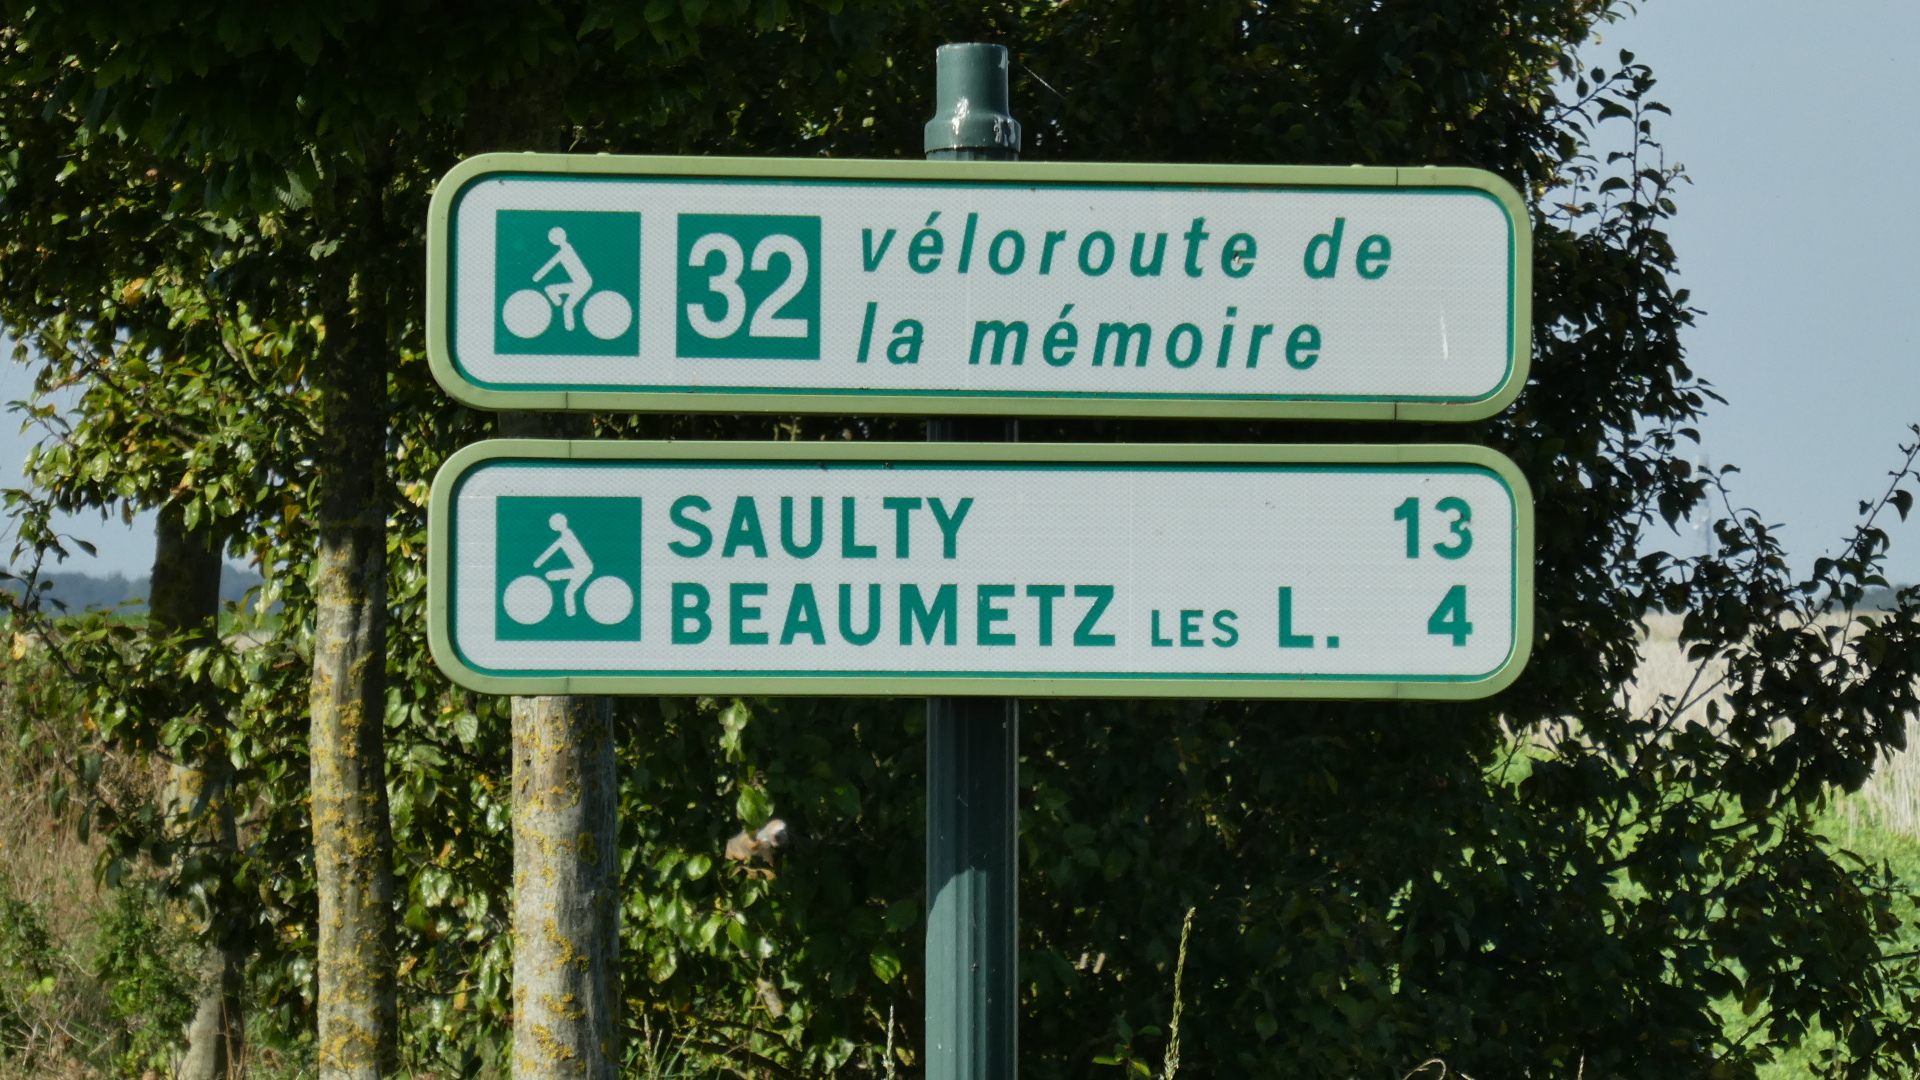 32 véloroute de
la mémoire
SAULTY 13
BEAUMETZ LES L. 4